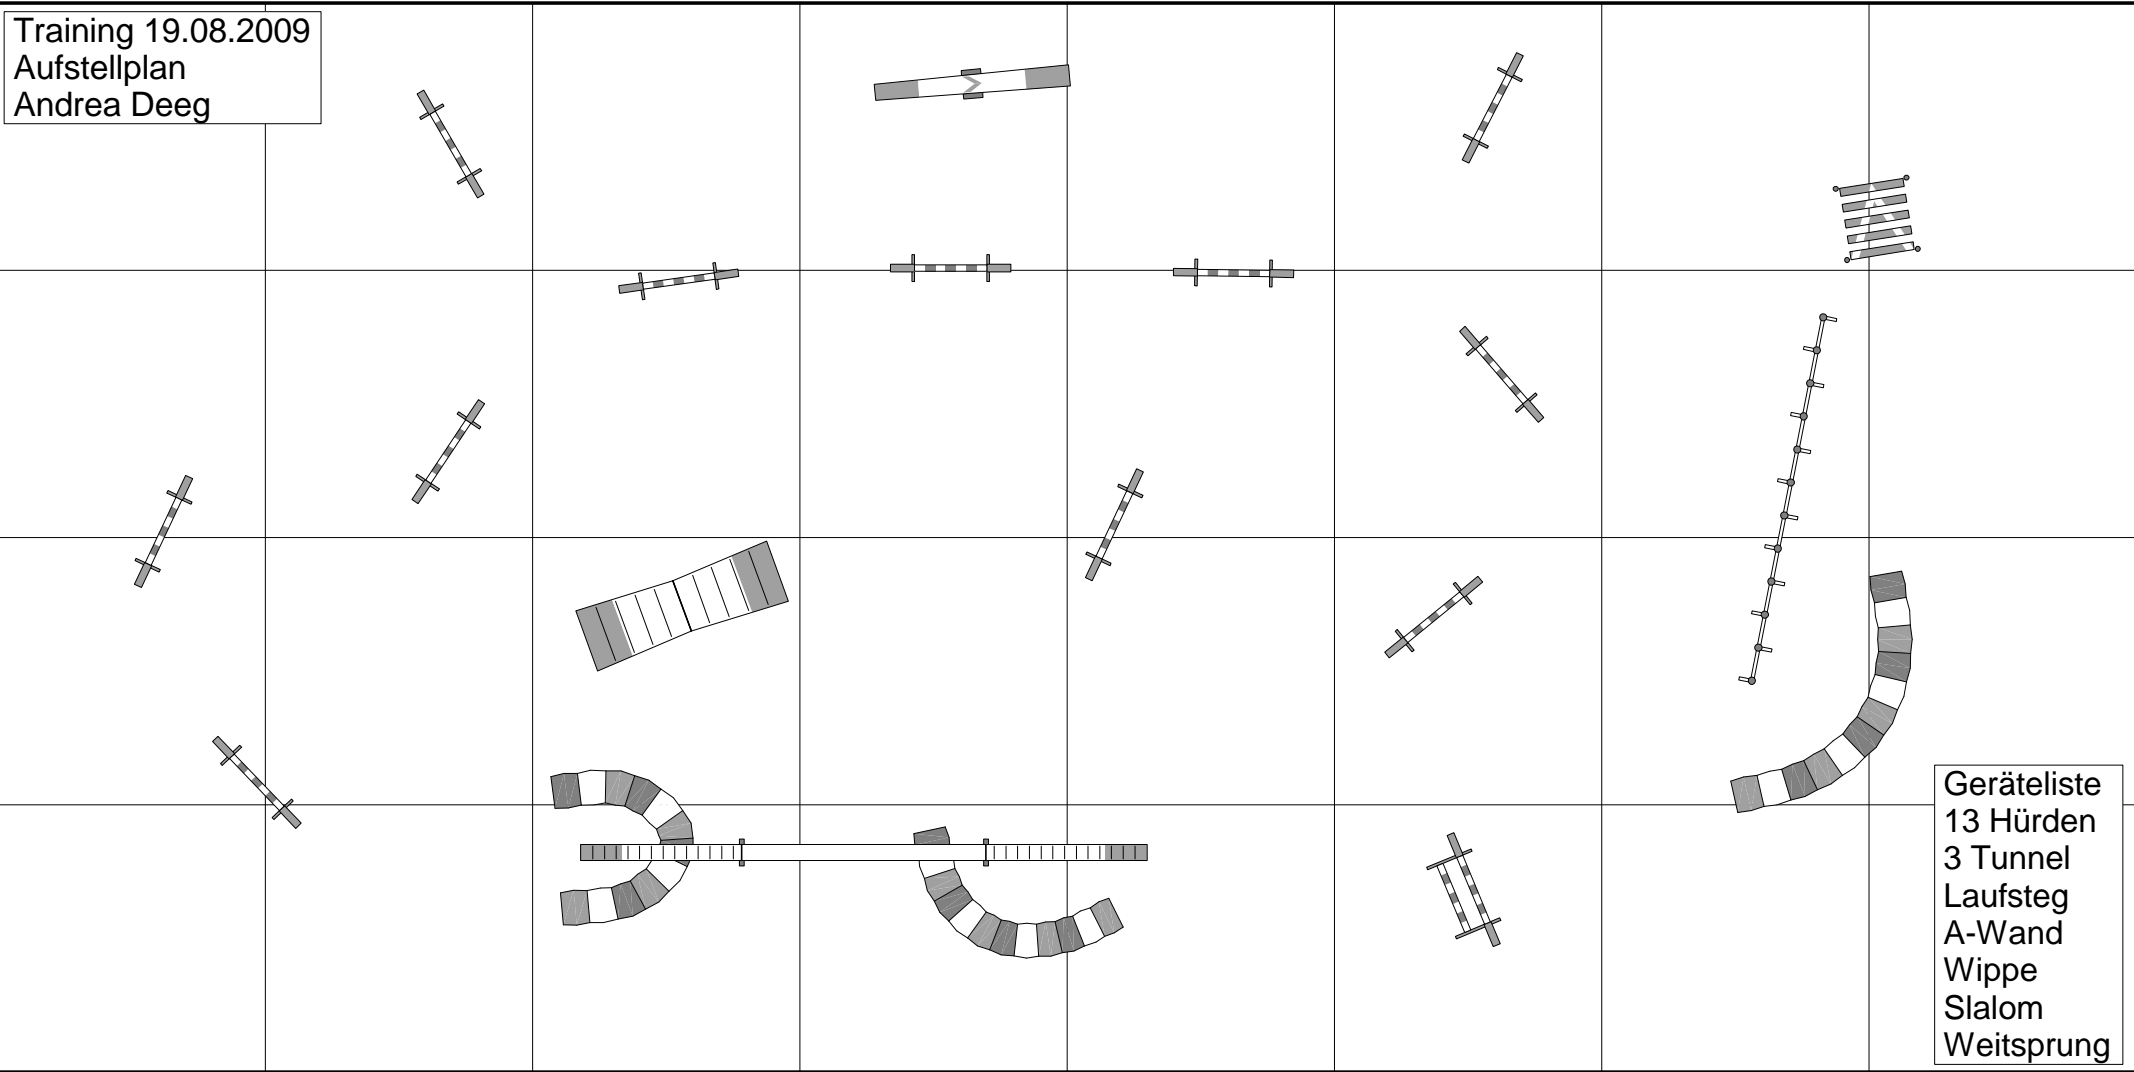 Training 19.08.2009
Aufstellplan
Andrea Deeg
Geräteliste
13 Hürden
3 Tunnel
Laufsteg
A-Wand
Wippe
Slalom
Weitsprung